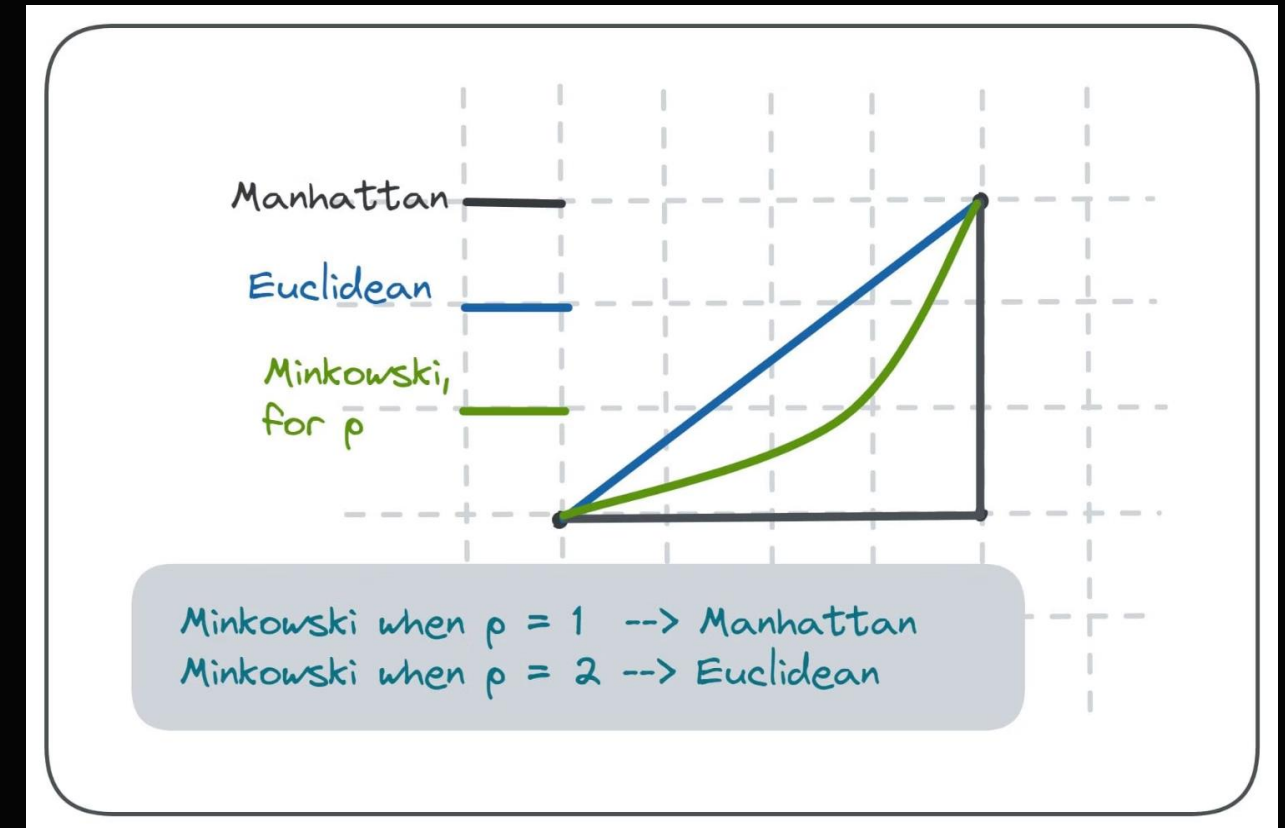 Manhattan
Euclidean
Minkowski,
for p
Minkowski when p = 1 --> Manhattan
Minkowski when p = 2 --> Euclidean